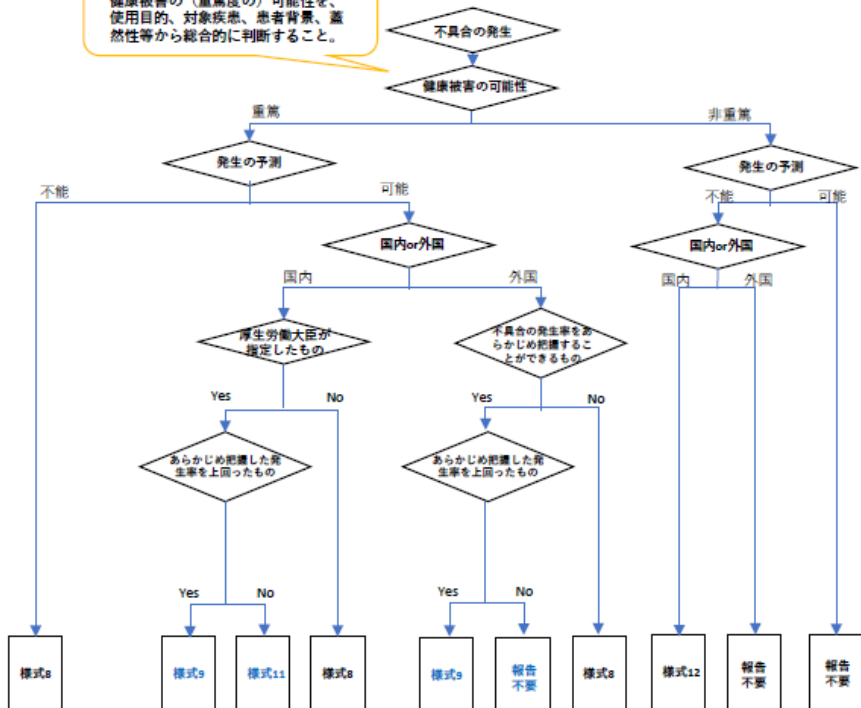 健康被害の（重篤度の）可能性を、
使用目的、対象疾患、患者背景、蓋
然性等から総合的に判断すること。
不具合の発生
健康被害の可能性
重篤
非重篤
発生の予測
発生の予測
不能
可能
不能
可能
国内or外国
国内or外国
国内
外国
国内
外国
厚生労働大臣が
指定したもの
不具合の発生率をあ
らかじめ把握するこ
とができるもの
Yes
No
Yes
No
あらかじめ把握した発
生率を上回ったもの
あらかじめ把握した発
生率を上回ったもの
Yes
No
Yes
No
様式8
様式9
様式11
様式8
様式9
報告
不要
様式8
様式12
報告
不要
報告
不要